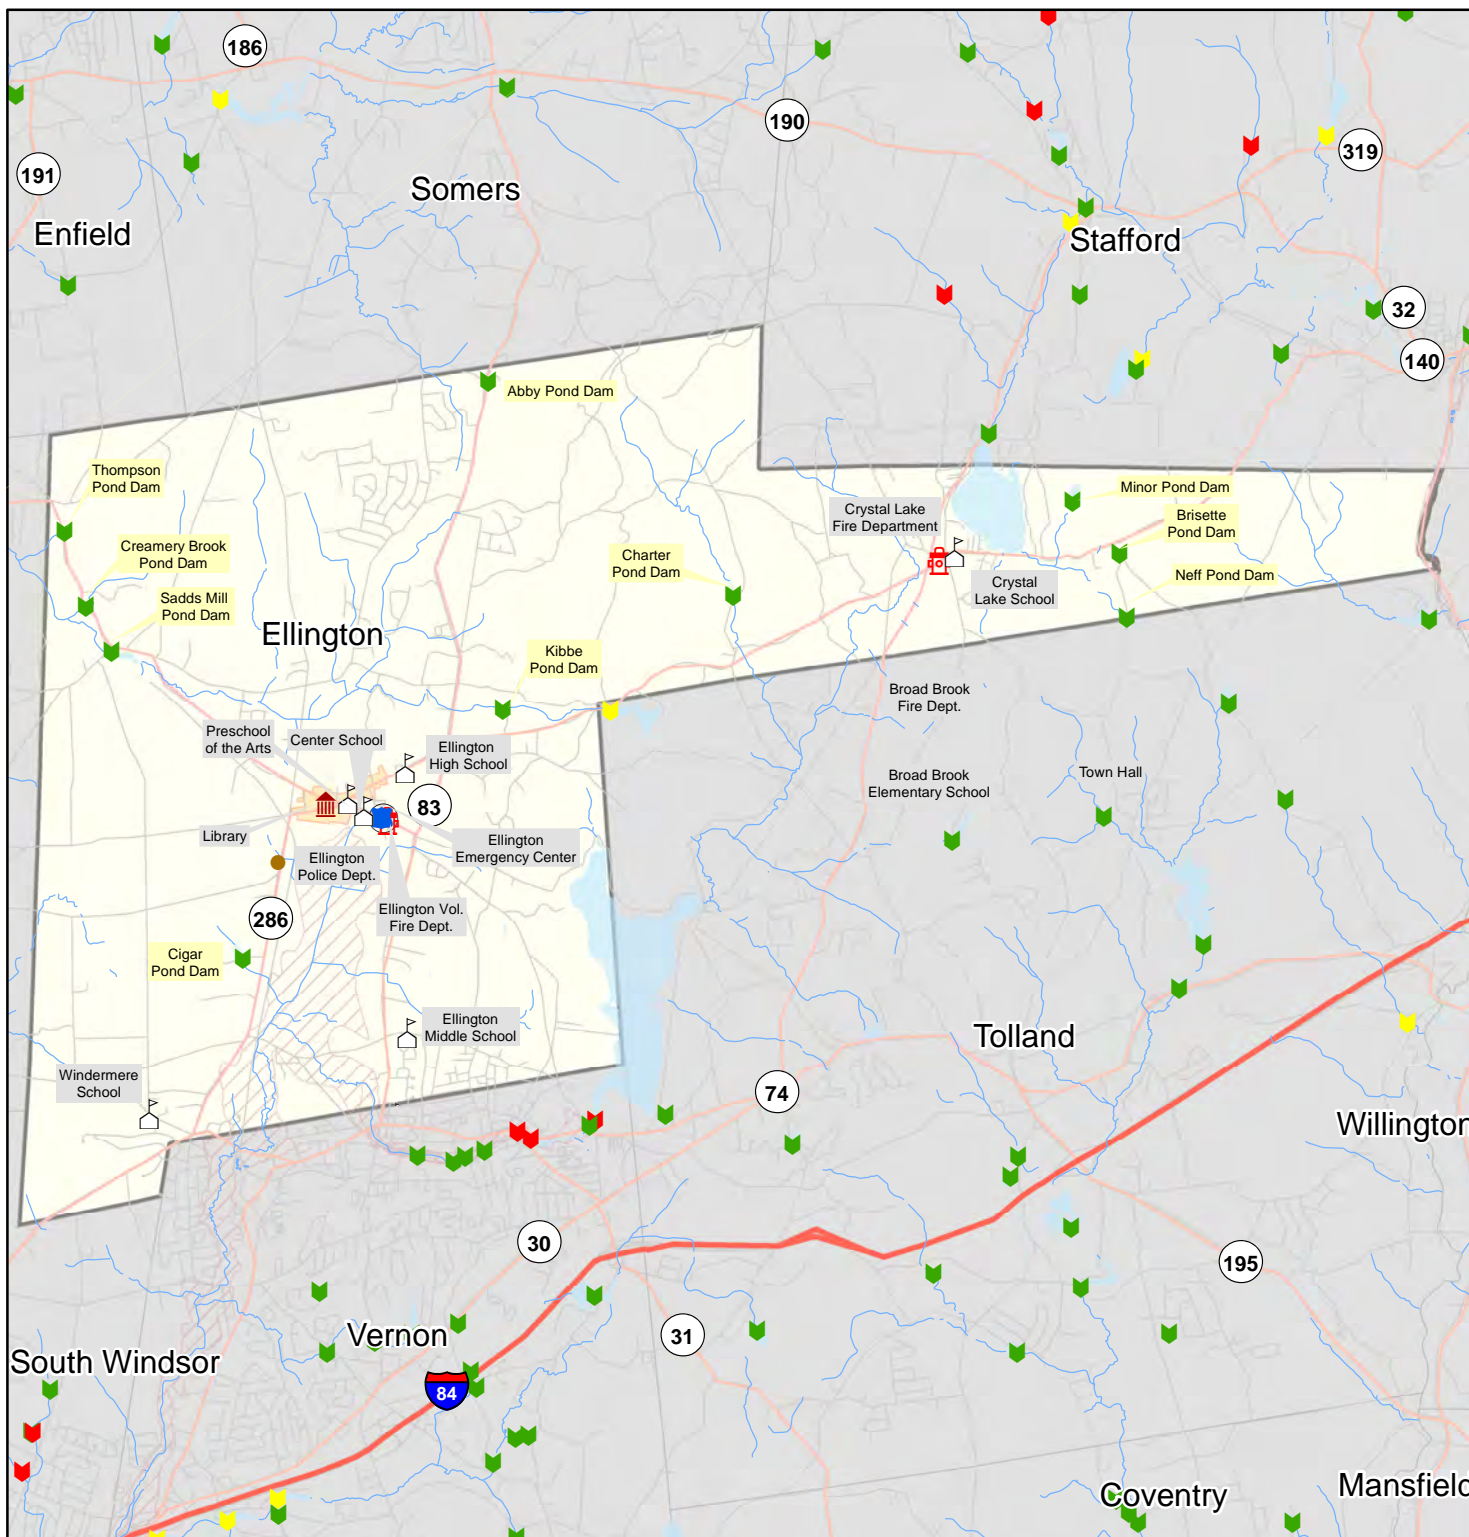 186
190
319
191
Somers
Enfield
Stafford
32
140
Abby Pond Dam
Thompson
Pond Dam
Minor Pond Dam
Crystal Lake
Fire Department
Brisette
Pond Dam
Creamery Brook
Pond Dam
Charter
Pond Dam
Crystal
Lake School
Neff Pond Dam
Sadds Mill
Pond Dam
Ellington
Kibbe
Pond Dam
Broad Brook
Fire Dept.
Preschool
of the Arts
Center School
Ellington
High School
Broad Brook
Elementary School
Town Hall
83
Library
Ellington
Police Dept.
Ellington
Emergency Center
286
Ellington Vol.
Fire Dept.
Cigar
Pond Dam
Ellington
Middle School
Tolland
Windermere
School
74
Willington
30
195
31
Vernon
South Windsor
84
Coventry
Mansfield